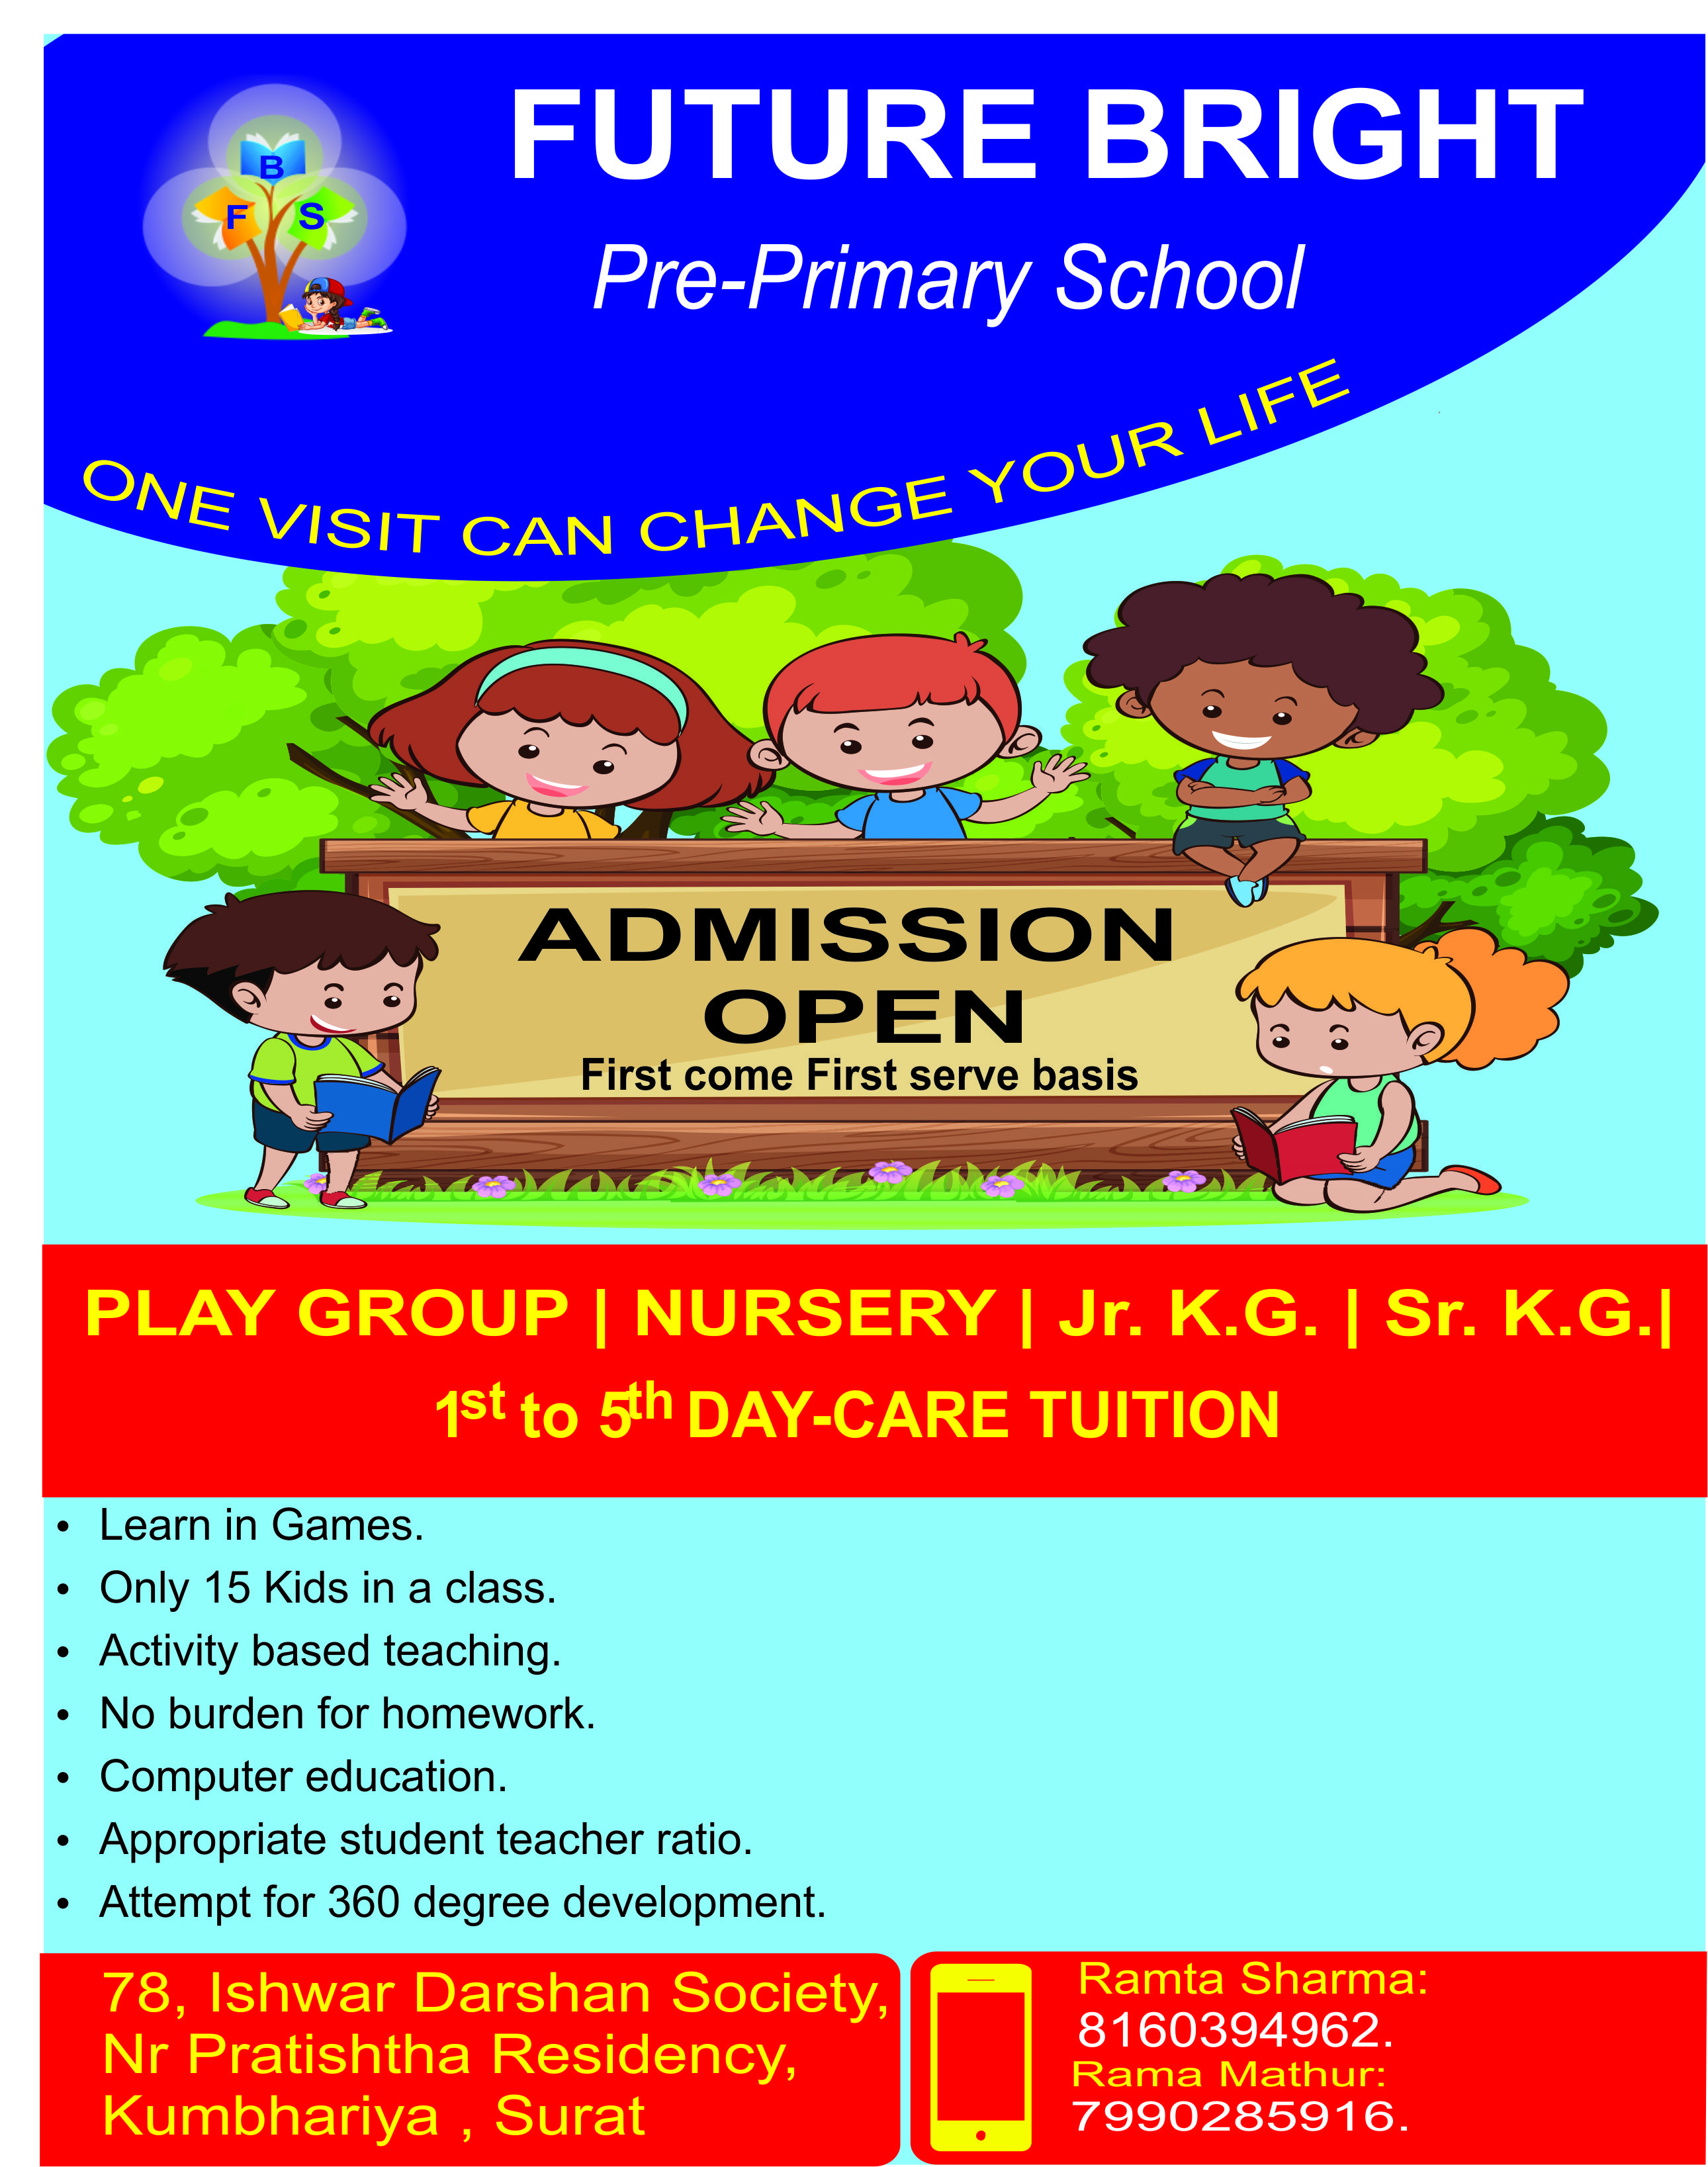 B
F S
FUTURE BRIGHT
Pre-Primary School
ONE VISIT CAN CHANGE YOUR LIFE
ADMISSION
OPEN
First come First serve basis
PLAY GROUP | NURSERY | Jr. K.G. | Sr. K.G.|
1st to 5th DAY-CARE TUITION
• Learn in Games.
• Only 15 Kids in a class.
• Activity based teaching.
• No burden for homework.
• Computer education.
• Appropriate student teacher ratio.
• Attempt for 360 degree development.
78, Ishwar Darshan Society,
Nr Pratishtha Residency,
Kumbhariya , Surat
Ramta Sharma:
8160394962.
Rama Mathur:
7990285916.